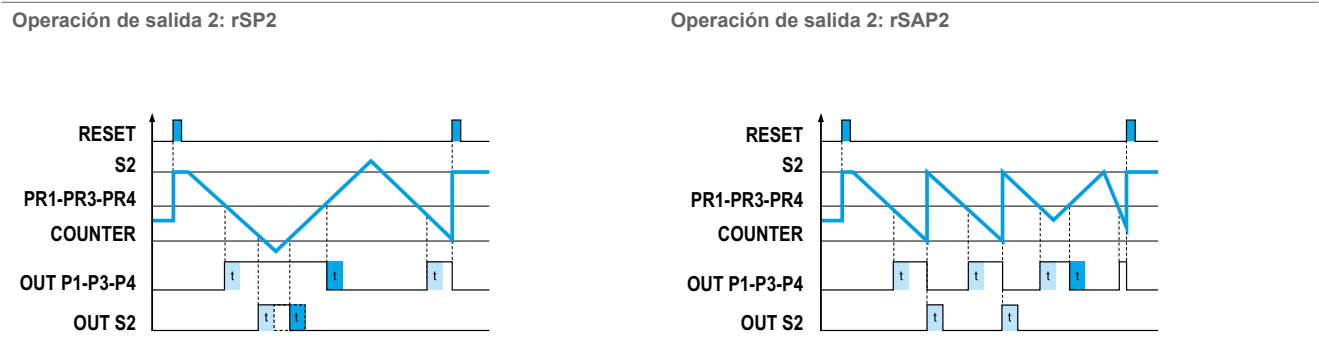 Operación de salida 2: rSP2
RESET
S2
PR1-PR3-PR4
COUNTER
OUT P1-P3-P4
OUT S2
t
t
t
t
t
Operación de salida 2: rSAP2
RESET
S2
PR1-PR3-PR4
COUNTER
OUT P1-P3-P4
OUT S2
t
t
t
t
t
t